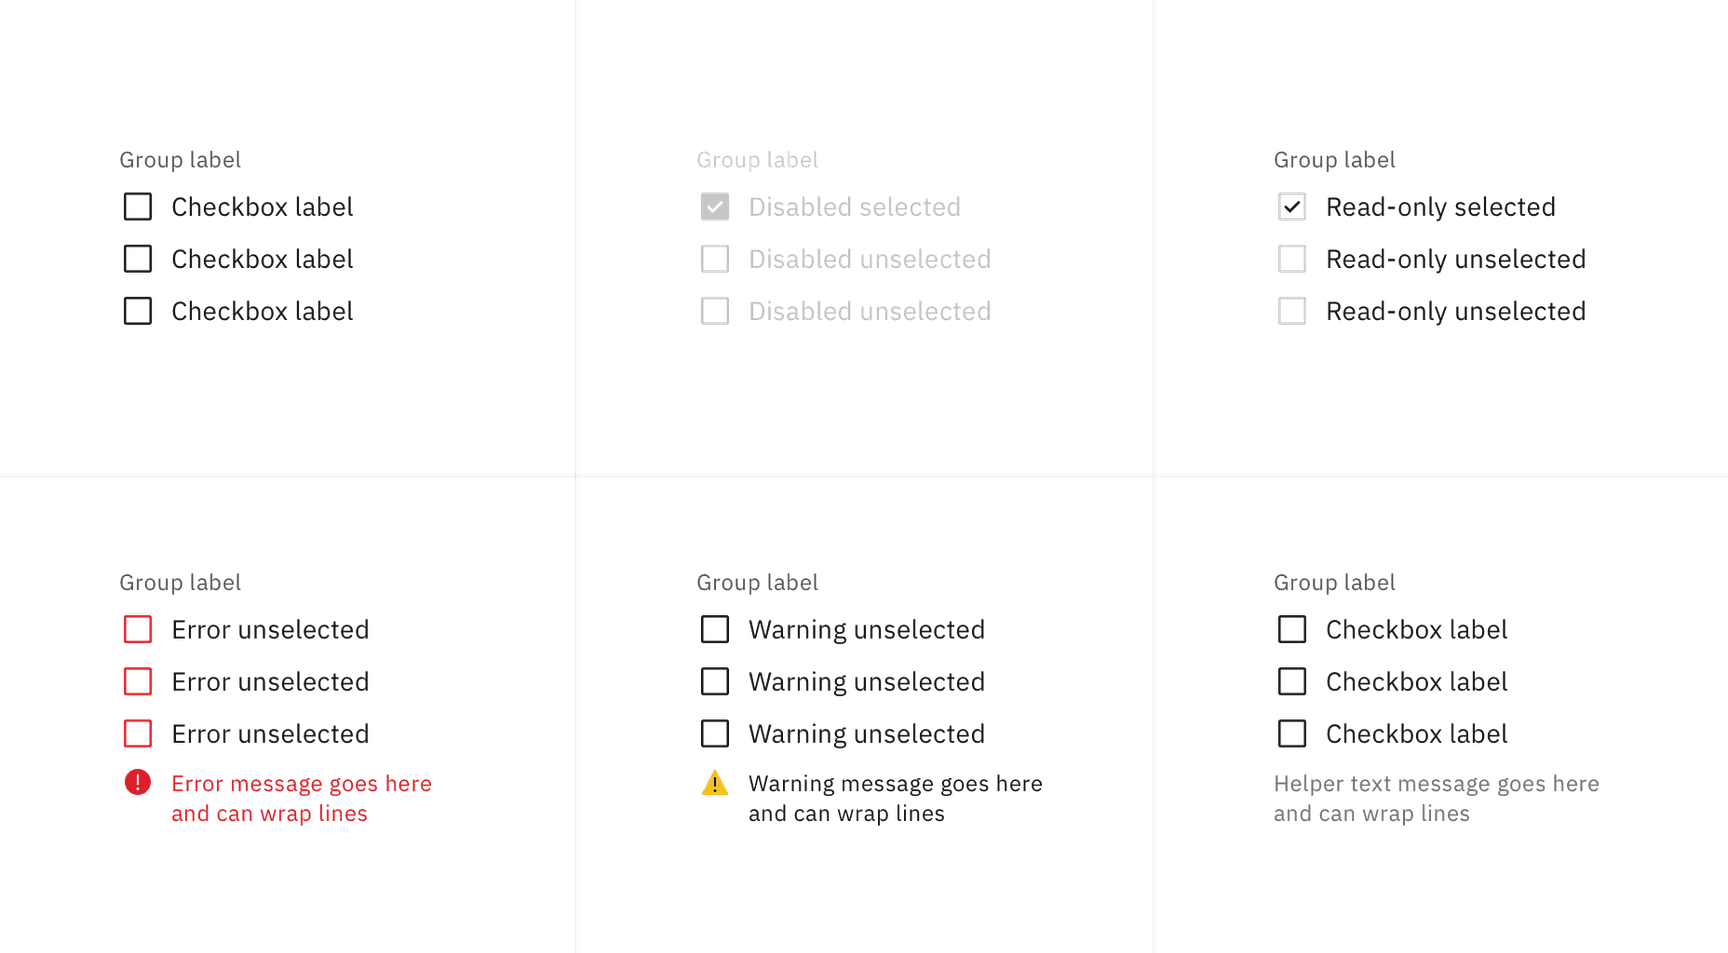 Group label
Checkbox label
Checkbox label
Checkbox label
Group label
Disabled selected
Disabled unselected
Disabled unselected
Group label
Read-only selected
Read-only unselected
Read-only unselected
Group label
Error unselected
Error unselected
Error unselected
Error message goes here
and can wrap lines
Group label
Warning unselected
Warning unselected
Warning unselected
Warning message goes here
and can wrap lines
Group label
Checkbox label
Checkbox label
Checkbox label
Helper text message goes here
and can wrap lines